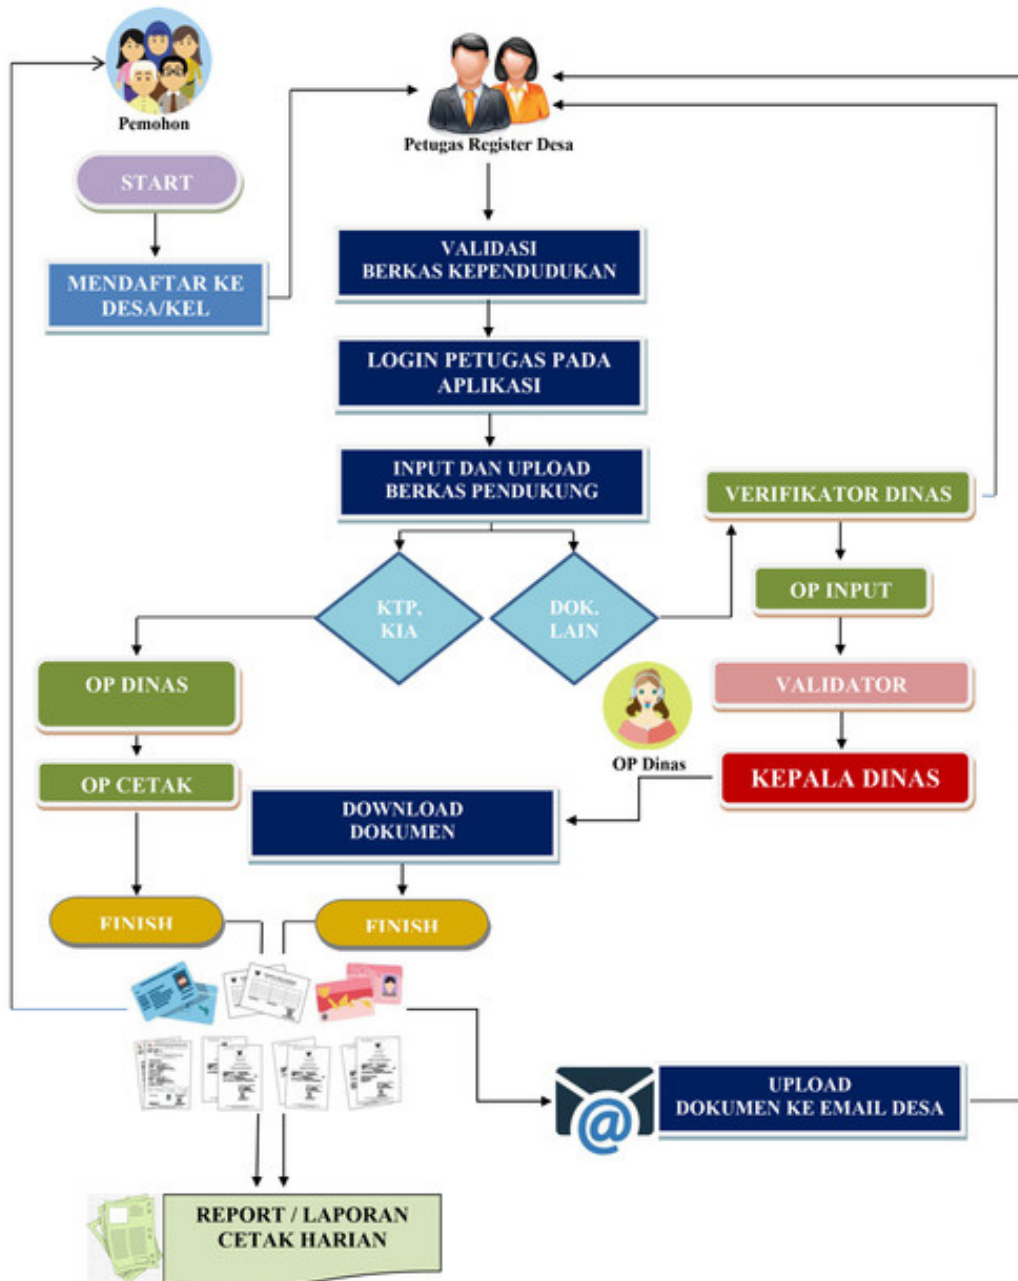 Pemohon
Petugas Register Desa
START
MENDAFTAR KE
DESA/KEL
VALIDASI
BERKAS KEPENDUDUKAN
LOGIN PETUGAS PADA
APLIKASI
INPUT DAN UPLOAD
BERKAS PENDUKUNG
VERIFIKATOR DINAS
KTP,
KIA
DOK.
LAIN
OP INPUT
OP DINAS
VALIDATOR
OP Dinas
OP CETAK
KEPALA DINAS
DOWNLOAD
DOKUMEN
FINISH
FINISH
@
UPLOAD
DOKUMEN KE EMAIL DESA
REPORT / LAPORAN
CETAK HARIAN